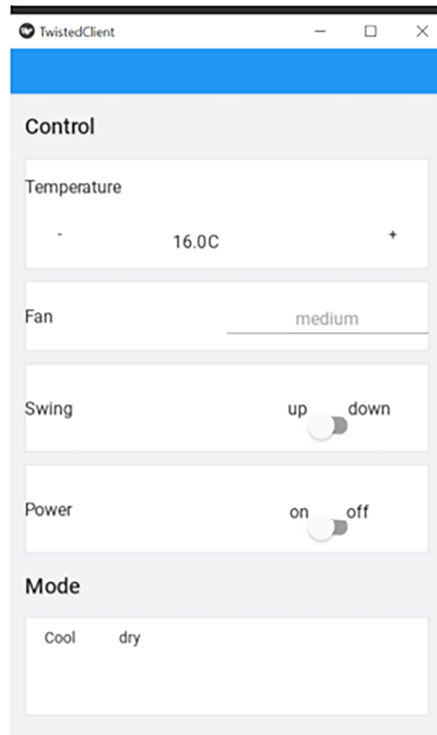 TwistedClient
Control
Temperature
- 16.0C +
Fan medium
Swing up down
Power on off
Mode
Cool dry